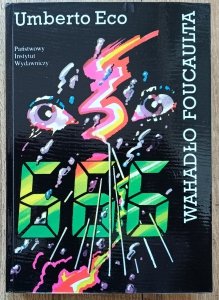 Umberto Eco
Państwowy
Instytut
Wydawniczy
WAHADŁO FOUCAULTA
666